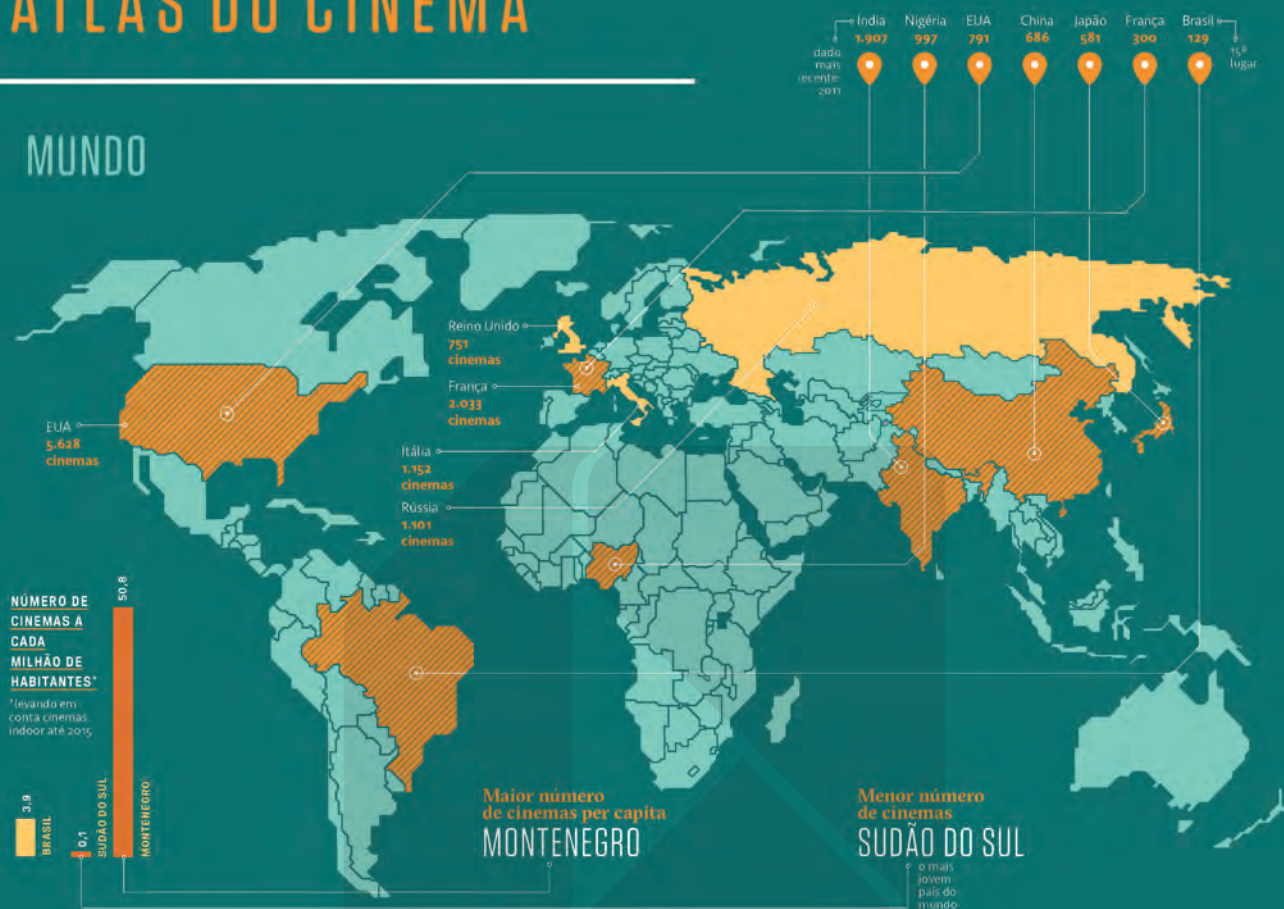 ATLAS DO CINEMA
Índia Nigéria EUA China Japão França Brasil
1.907 997 791 686 581 300 129
dado
mais
recente
2011
15º
lugar
MUNDO
Reino Unido
751
cinemas
França
2.033
cinemas
EUA
5.628
cinemas
Itália
1.152
cinemas
Rússia
1.101
cinemas
NÚMERO DE
CINEMAS A
CADA
MILHÃO DE
HABITANTES*
*levando em
conta cinemas
indoor até 2015
3,9
BRASIL
0,1
SUDÃO DO SUL
50,8
MONTENEGRO
Maior número
de cinemas per capita
MONTENEGRO
Menor número
de cinemas
SUDÃO DO SUL
o mais
jovem
país do
mundo